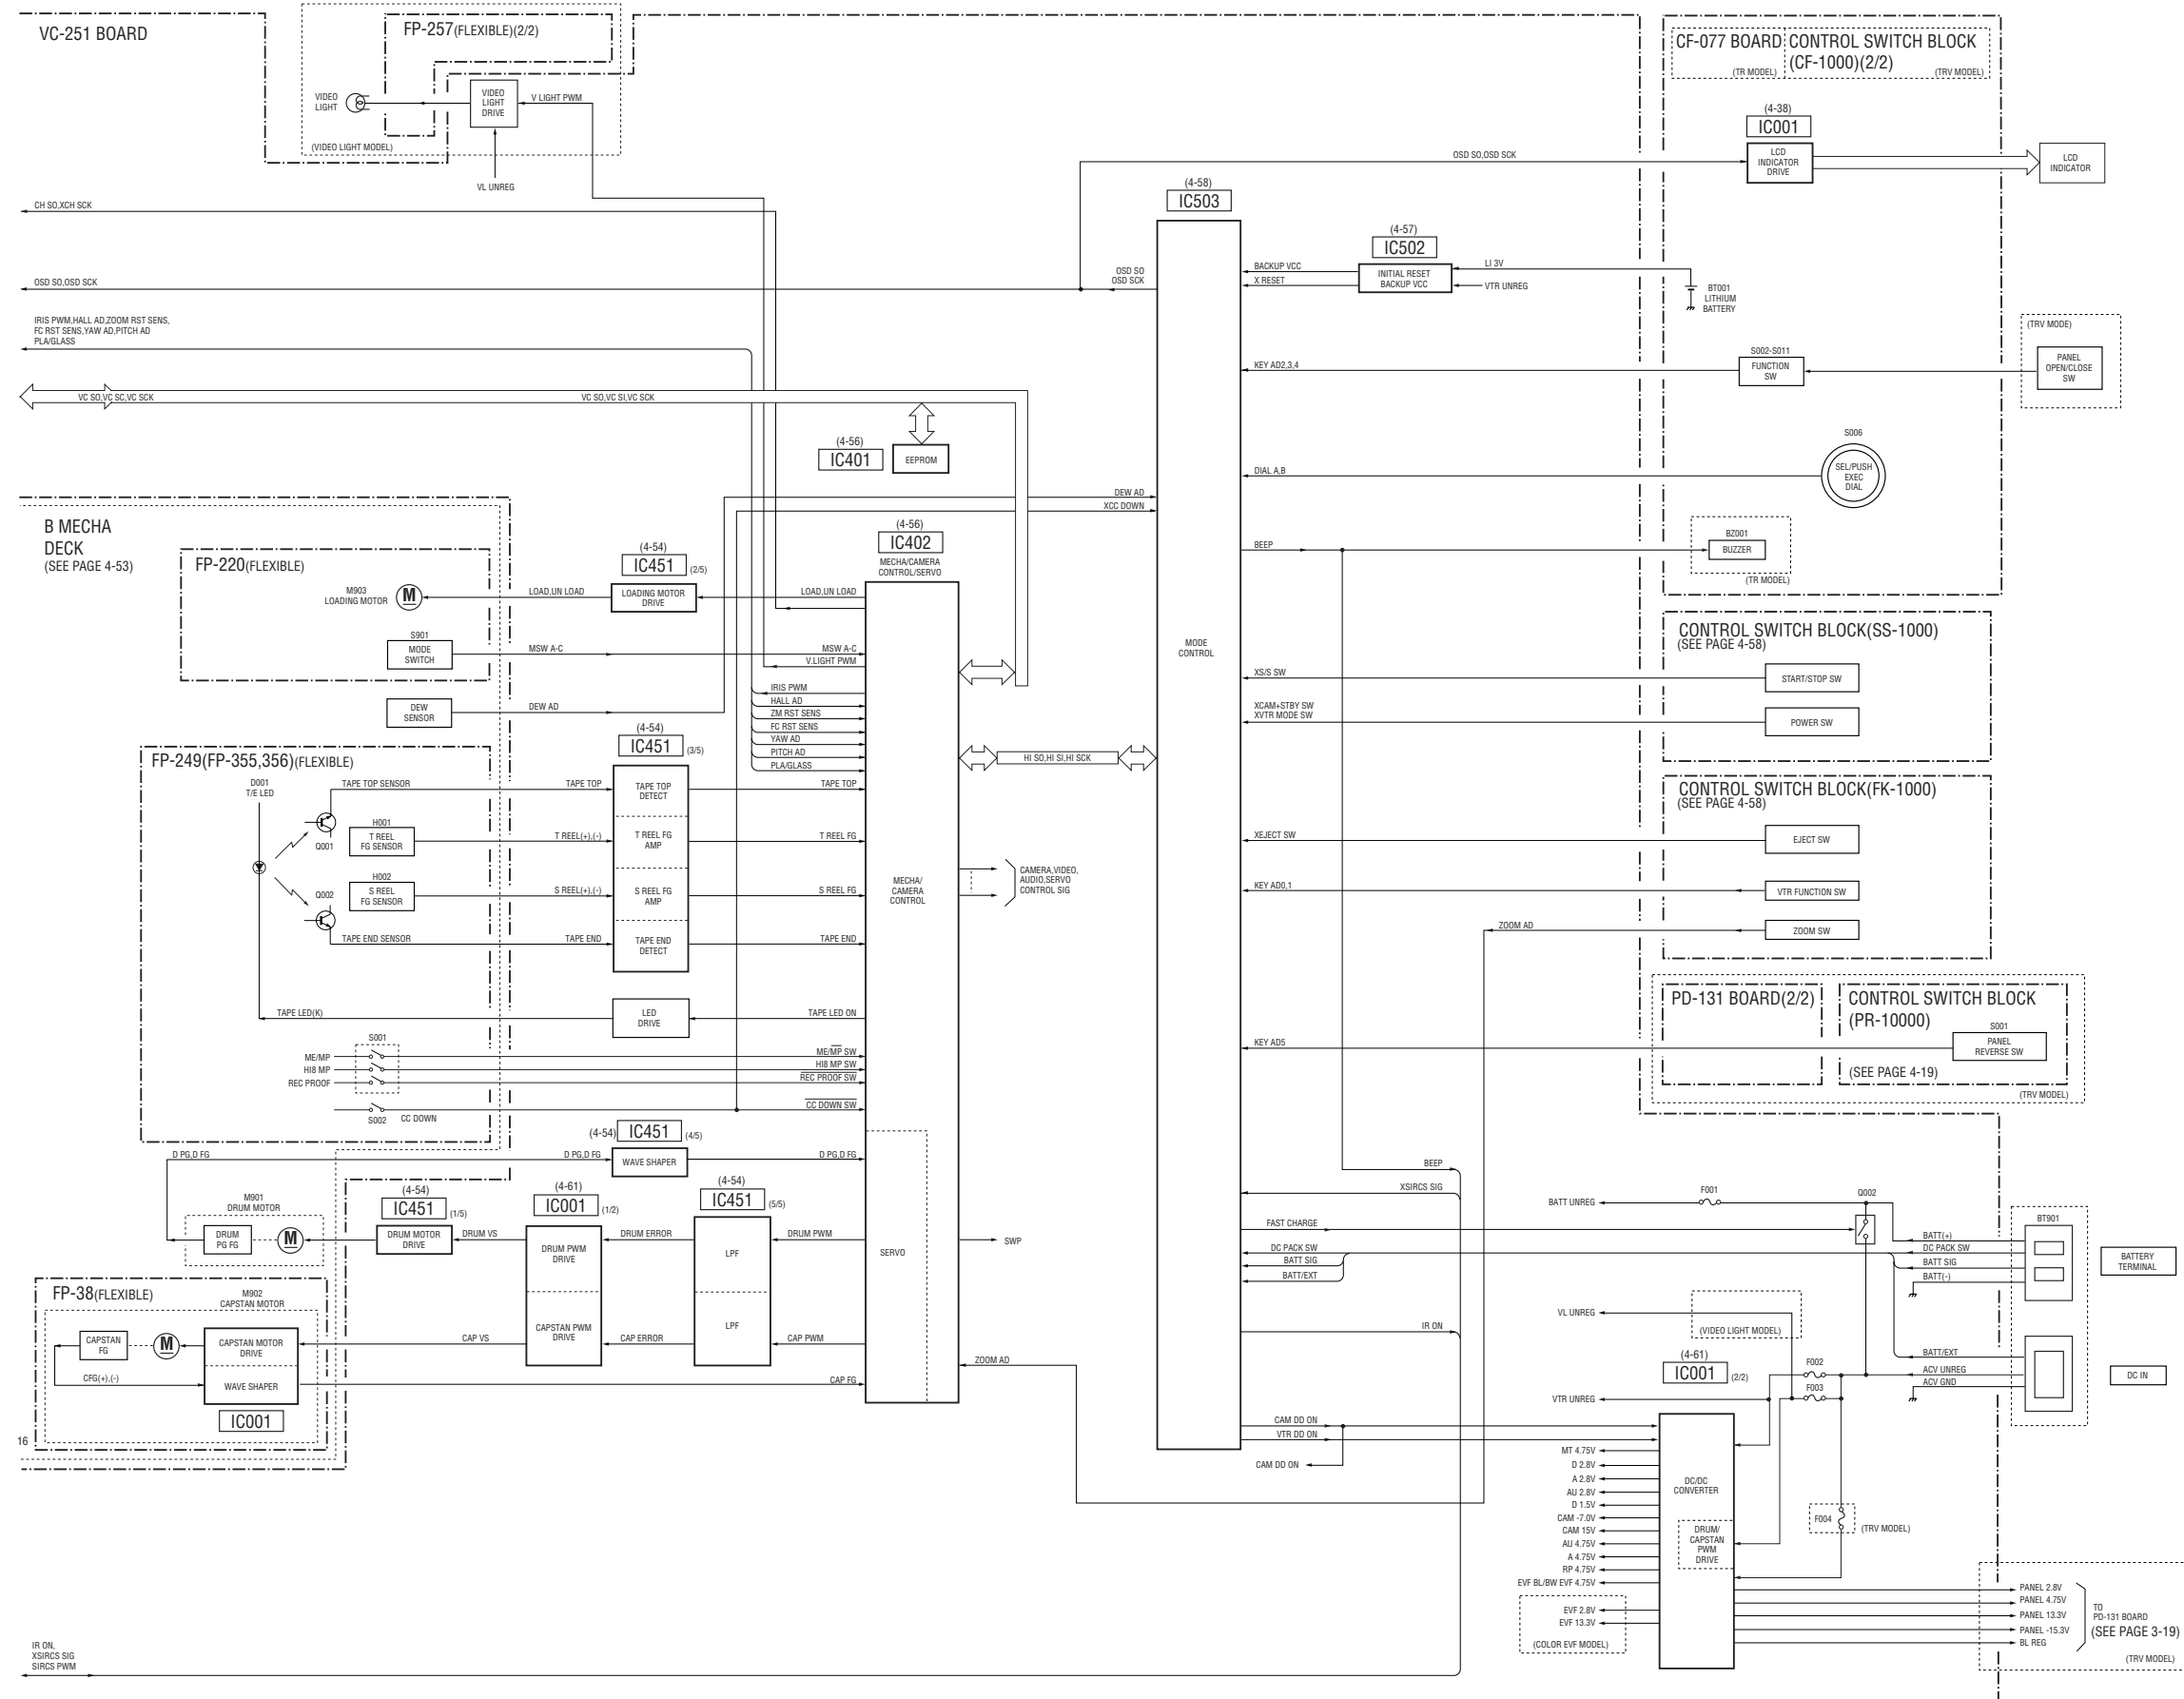 VC-251 BOARD
FP-257(FLEXIBLE)(2/2)
VIDEO
LIGHT
VIDEO
LIGHT
DRIVE
V LIGHT PWM
(VIDEO LIGHT MODEL)
VL UNREG
CF-077 BOARD
(TR MODEL)
CONTROL SWITCH BLOCK
(CF-1000)(2/2)
(TRV MODEL)
(4-38)
IC001
LCD
INDICATOR
DRIVE
LCD
INDICATOR
OSD SO,OSD SCK
CH SO,XCH SCK
OSD SO,OSD SCK
IRIS PWM,HALL AD,ZOOM RST SENS,
FC RST SENS,YAW AD,PITCH AD
PLA/GLASS
VC SO,VC SC,VC SCK
VC SO,VC SI,VC SCK
(4-56)
IC401
EEPROM
(4-58)
IC503
OSD SO
OSD SCK
(4-57)
IC502
BACKUP VCC
X RESET
INITIAL RESET
BACKUP VCC
LI 3V
VTR UNREG
BT001
LITHIUM
BATTERY
(TRV MODE)
PANEL
OPEN/CLOSE
SW
S002-S011
FUNCTION
SW
KEY AD2,3,4
S006
SEL/PUSH
EXEC
DIAL
DIAL A,B
DEW AD
XCC DOWN
BEEP
BZ001
BUZZER
(TR MODEL)
B MECHA
DECK
(SEE PAGE 4-53)
FP-220(FLEXIBLE)
M903
LOADING MOTOR
M
LOAD,UN LOAD
(4-54)
IC451 (2/5)
LOADING MOTOR
DRIVE
LOAD,UN LOAD
(4-56)
IC402
MECHA/CAMERA
CONTROL/SERVO
S901
MODE
SWITCH
MSW A-C
MSW A-C
V.LIGHT PWM
DEW
SENSOR
DEW AD
IRIS PWM
HALL AD
ZM RST SENS
FC RST SENS
YAW AD
PITCH AD
PLA/GLASS
HI SO,HI SI,HI SCK
MODE
CONTROL
CONTROL SWITCH BLOCK(SS-1000)
(SEE PAGE 4-58)
XS/S SW
START/STOP SW
XCAM+STBY SW
XVTR MODE SW
POWER SW
CONTROL SWITCH BLOCK(FK-1000)
(SEE PAGE 4-58)
XEJECT SW
EJECT SW
KEY AD0,1
VTR FUNCTION SW
ZOOM AD
ZOOM SW
FP-249(FP-355,356)(FLEXIBLE)
D001
T/E LED
TAPE TOP SENSOR
Q001
H001
T REEL
FG SENSOR
H002
S REEL
FG SENSOR
Q002
TAPE END SENSOR
TAPE TOP
T REEL(+),(-)
S REEL(+),(-)
TAPE END
(4-54)
IC451 (3/5)
TAPE TOP
DETECT
T REEL FG
AMP
S REEL FG
AMP
TAPE END
DETECT
TAPE TOP
T REEL FG
S REEL FG
TAPE END
MECHA/
CAMERA
CONTROL
CAMERA,VIDEO,
AUDIO,SERVO
CONTROL SIG
TAPE LED(K)
LED
DRIVE
TAPE LED ON
S001
ME/MP
HI8 MP
REC PROOF
ME/MP SW
HI8 MP SW
REC PROOF SW
S002
CC DOWN
CC DOWN SW
PD-131 BOARD(2/2)
CONTROL SWITCH BLOCK
(PR-10000)
S001
PANEL
REVERSE SW
(SEE PAGE 4-19)
(TRV MODEL)
KEY AD5
D PG,D FG
D PG,D FG
(4-54)
IC451 (4/5)
WAVE SHAPER
D PG,D FG
M901
DRUM MOTOR
DRUM
PG FG
M
(4-54)
IC451 (1/5)
DRUM MOTOR
DRIVE
DRUM VS
(4-61)
IC001 (1/2)
DRUM PWM
DRIVE
CAPSTAN PWM
DRIVE
DRUM ERROR
(4-54)
IC451 (5/5)
LPF
LPF
DRUM PWM
SERVO
SWP
FP-38(FLEXIBLE)
M902
CAPSTAN MOTOR
CAPSTAN
FG
M
CAPSTAN MOTOR
DRIVE
WAVE SHAPER
IC001
CFG(+),(-)
CAP VS
CAP ERROR
CAP PWM
CAP FG
ZOOM AD
16
BEEP
XSIRCS SIG
FAST CHARGE
DC PACK SW
BATT SIG
BATT/EXT
IR ON
BATT UNREG
F001
Q002
BATT(+)
DC PACK SW
BATT SIG
BATT(-)
BT901
BATTERY
TERMINAL
VL UNREG
(VIDEO LIGHT MODEL)
(4-61)
IC001 (2/2)
F002
F003
BATT/EXT
ACV UNREG
ACV GND
DC IN
VTR UNREG
CAM DD ON
VTR DD ON
CAM DD ON
MT 4.75V
D 2.8V
A 2.8V
AU 2.8V
D 1.5V
CAM -7.0V
CAM 15V
AU 4.75V
A 4.75V
RP 4.75V
EVF BL/BW EVF 4.75V
EVF 2.8V
EVF 13.3V
(COLOR EVF MODEL)
DC/DC
CONVERTER
DRUM/
CAPSTAN
PWM
DRIVE
F004
(TRV MODEL)
PANEL 2.8V
PANEL 4.75V
PANEL 13.3V
PANEL -15.3V
BL REG
TO
PD-131 BOARD
(SEE PAGE 3-19)
(TRV MODEL)
IR ON,
XSIRCS SIG
SIRCS PWM